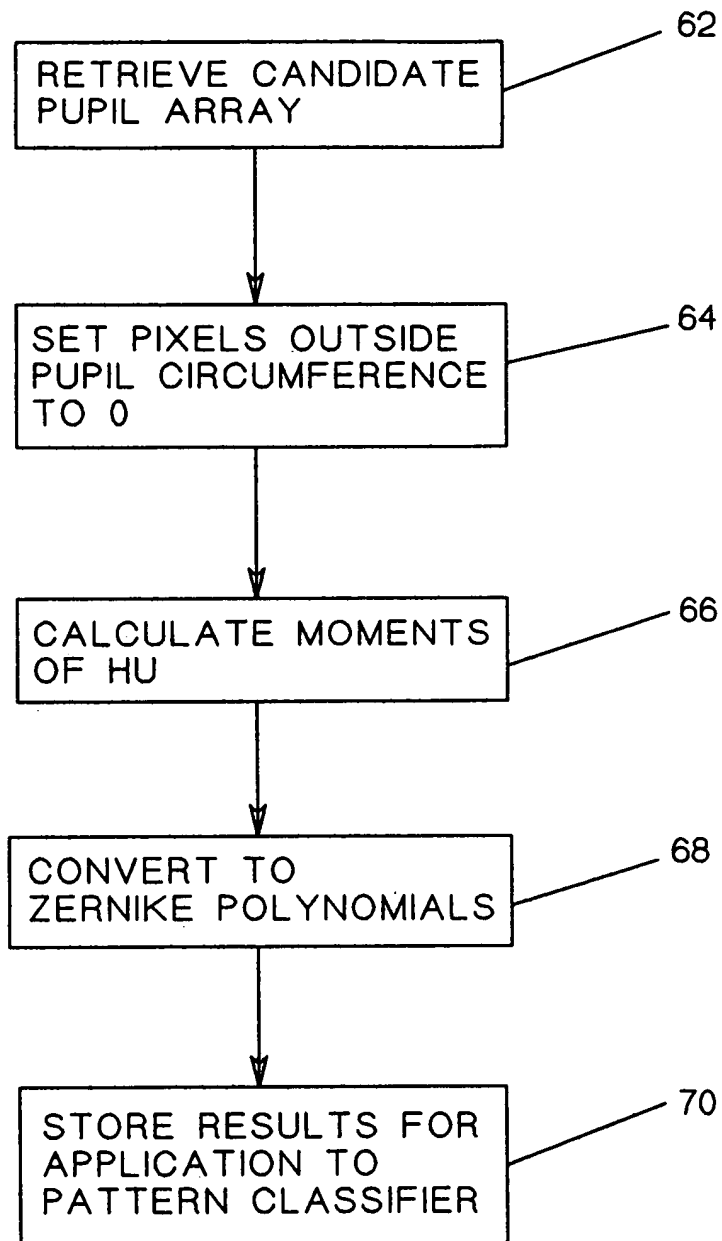 62
RETRIEVE CANDIDATE
PUPIL ARRAY
64
SET PIXELS OUTSIDE
PUPIL CIRCUMFERENCE
TO 0
66
CALCULATE MOMENTS
OF HU
68
CONVERT TO
ZERNIKE POLYNOMIALS
70
STORE RESULTS FOR
APPLICATION TO
PATTERN CLASSIFIER